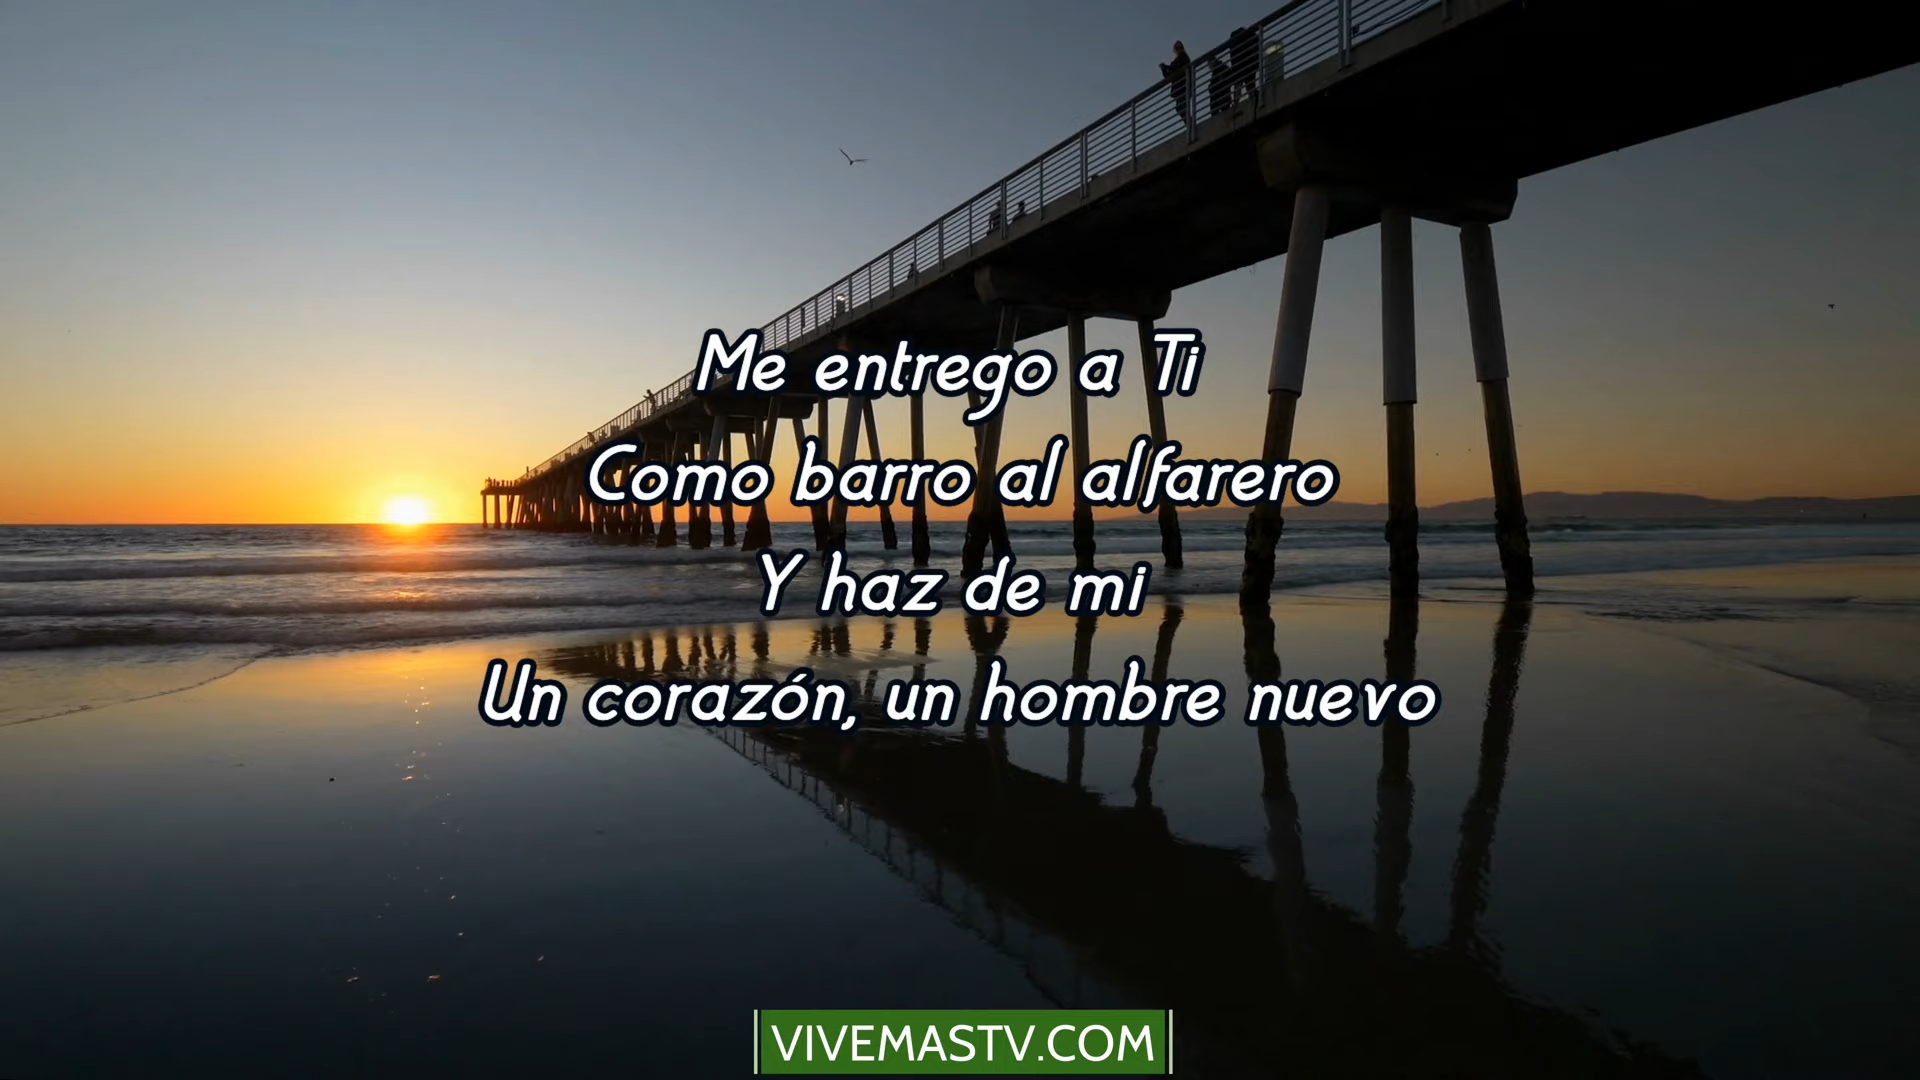 Me entrego a Ti
Como barro al alfarero
Y haz de mi
Un corazón, un hombre nuevo
VIVEMASTV.COM